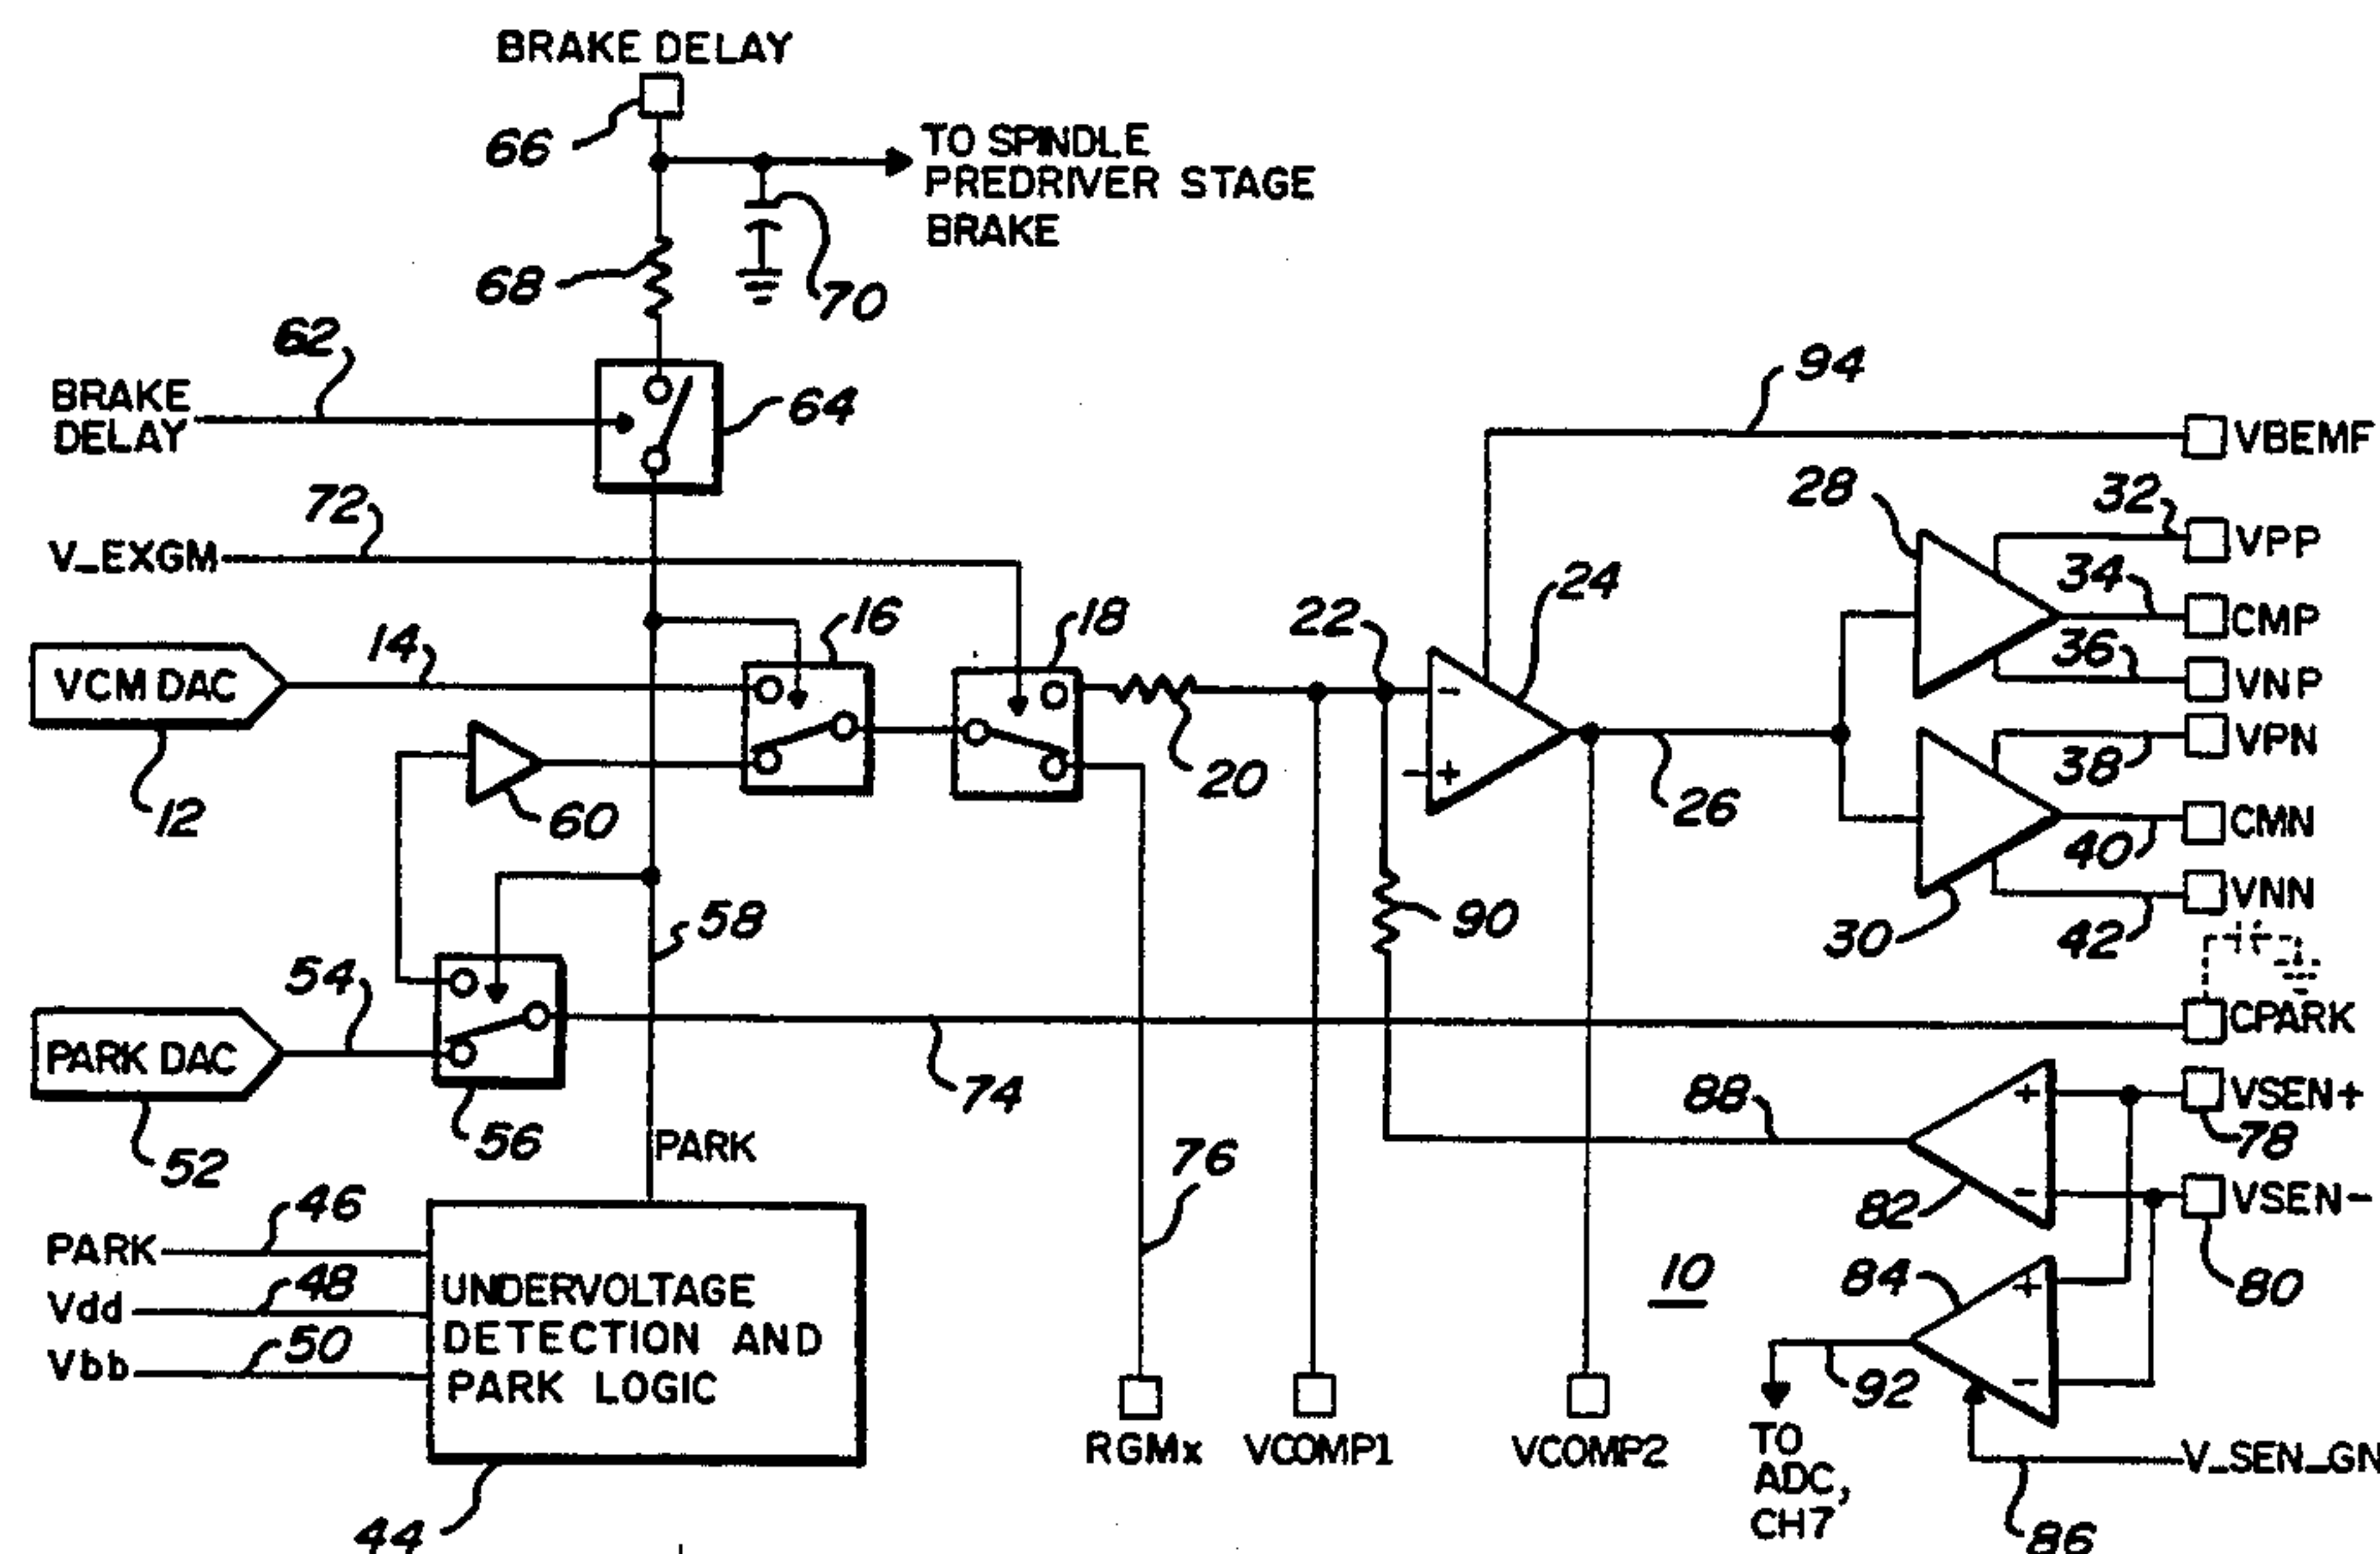 BRAKE DELAY
66
TO SPINDLE
PREDRIVER STAGE
BRAKE
68
70
62
BRAKE
DELAY
64
94
VBEMF
72
V_EXGM
28
32
VPP
34
CMP
24
22
16
18
14
VCM DAC
12
36
VNP
VPN
38
60
20
26
CMN
40
90
58
30
VNN
42
54
CPARK
PARK DAC
52
56
74
88
VSEN+
78
PARK
76
82
VSEN-
80
46
PARK
48
Vdd
50
Vbb
UNDERVOLTAGE
DETECTION AND
PARK LOGIC
44
10
84
92
RGMx
VCOMP1
VCOMP2
TO
ADC,
CH7
V_SEN_GN
86
- +
+ -
+ -